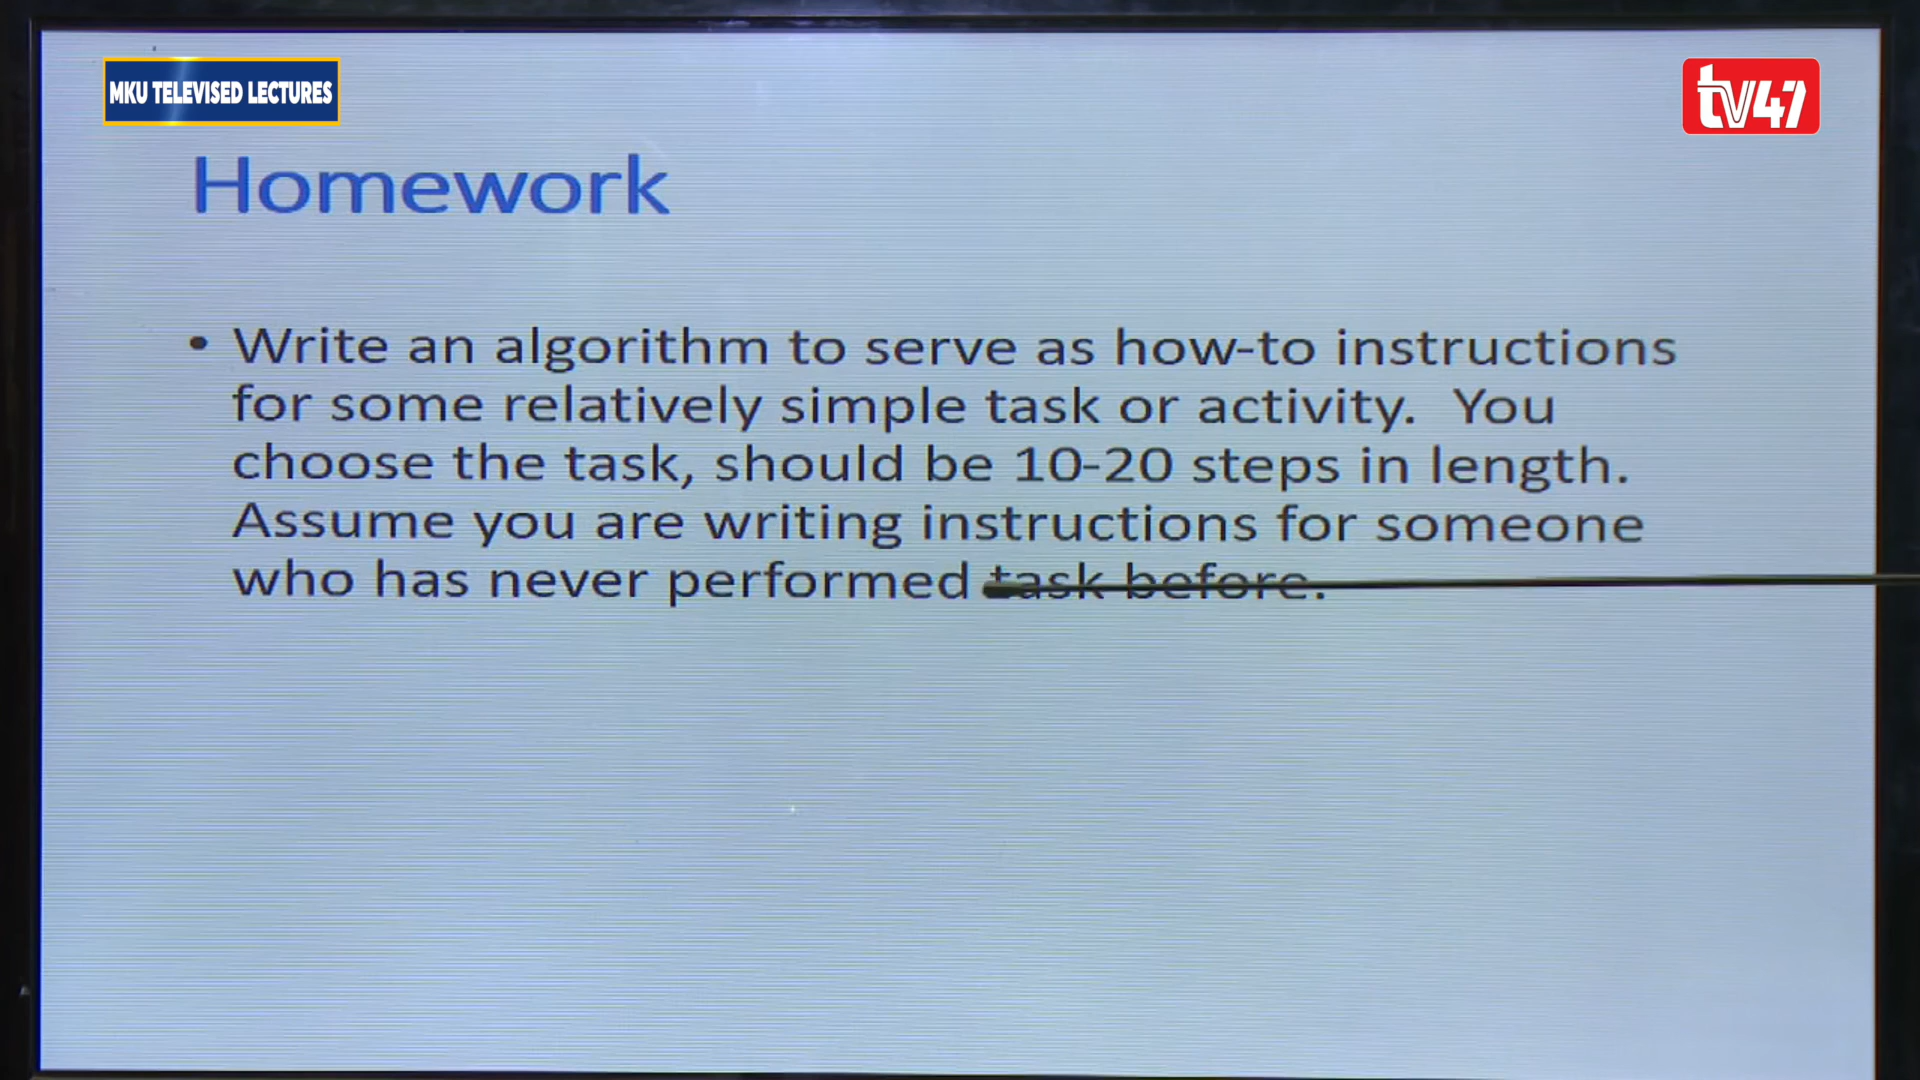 MKU TELEVISED LECTURES
tv47
Homework
• Write an algorithm to serve as how-to instructions
for some relatively simple task or activity. You
choose the task, should be 10-20 steps in length.
Assume you are writing instructions for someone
who has never performed task before.